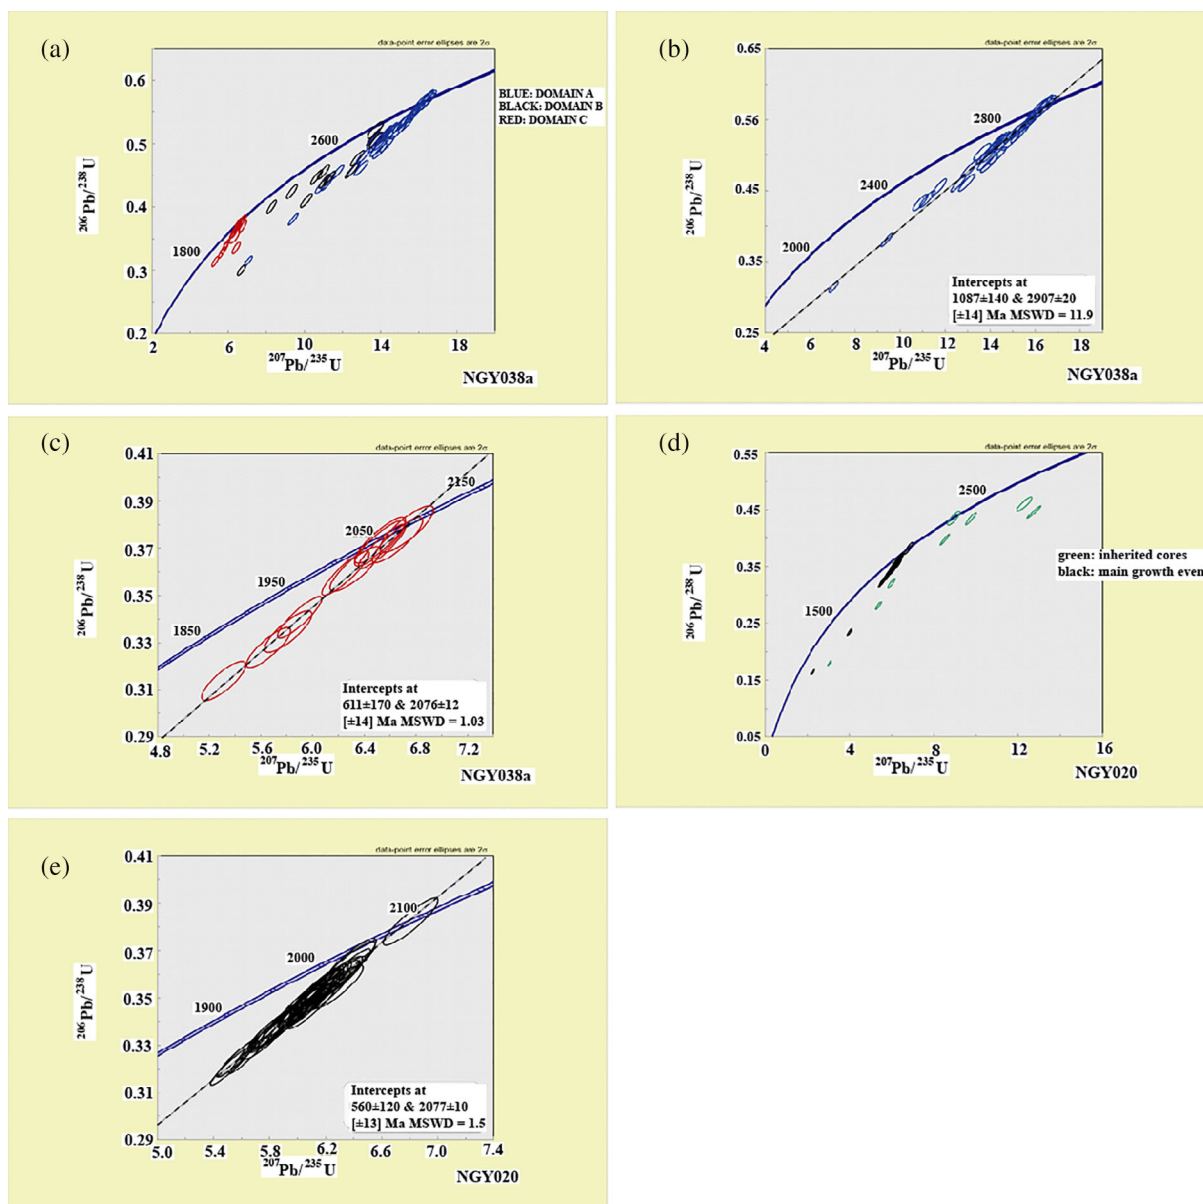 (a)
data-point error ellipses are 2σ
BLUE: DOMAIN A
BLACK: DOMAIN B
RED: DOMAIN C
0.6
0.5
0.4
0.3
0.2
2600
1800
206Pb/238U
2 6 10 14 18
207Pb/235U
NGY038a
(b)
data-point error ellipses are 2σ
0.65
0.55
0.45
0.35
0.25
2800
2400
2000
206Pb/238U
Intercepts at
1087±140 & 2907±20
[±14] Ma MSWD = 11.9
4 6 8 10 12 14 16 18
207Pb/235U
NGY038a
(c)
data-point error ellipses are 2σ
0.41
0.39
0.37
0.35
0.33
0.31
0.29
2150
2050
1950
1850
206Pb/238U
Intercepts at
611±170 & 2076±12
[±14] Ma MSWD = 1.03
4.8 5.2 5.6 6.0 6.4 6.8 7.2
207Pb/235U
NGY038a
(d)
data-point error ellipses are 2σ
0.55
0.45
0.35
0.25
0.15
0.05
2500
1500
206Pb/238U
green: inherited cores
black: main growth even
0 4 8 12 16
207Pb/235U
NGY020
(e)
data-point error ellipses are 2σ
0.41
0.39
0.37
0.35
0.33
0.31
0.29
2100
2000
1900
206Pb/238U
Intercepts at
560±120 & 2077±10
[±13] Ma MSWD = 1.5
5.0 5.4 5.8 6.2 6.6 7.0 7.4
207Pb/235U
NGY020